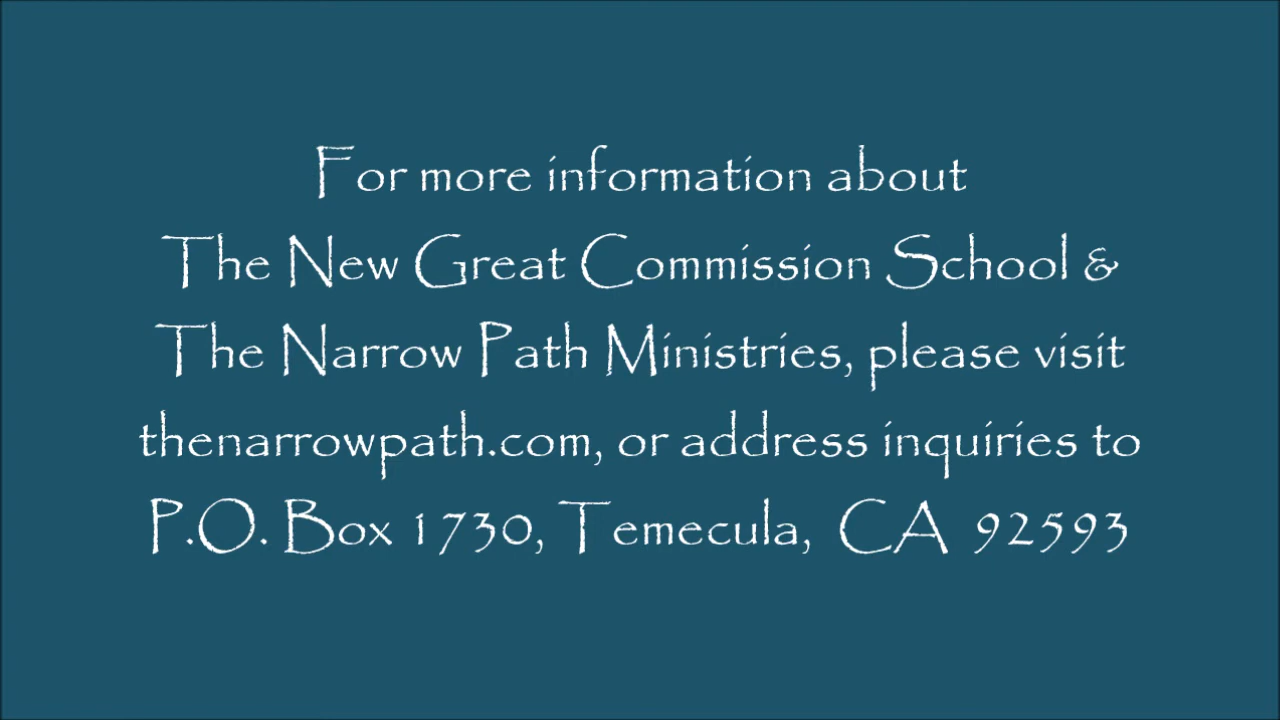 For more information about
The New Great Commission School &
The Narrow Path Ministries, please visit
thenarrowpath.com, or address inquiries to
P.O. Box 1730, Temecula, CA 92593